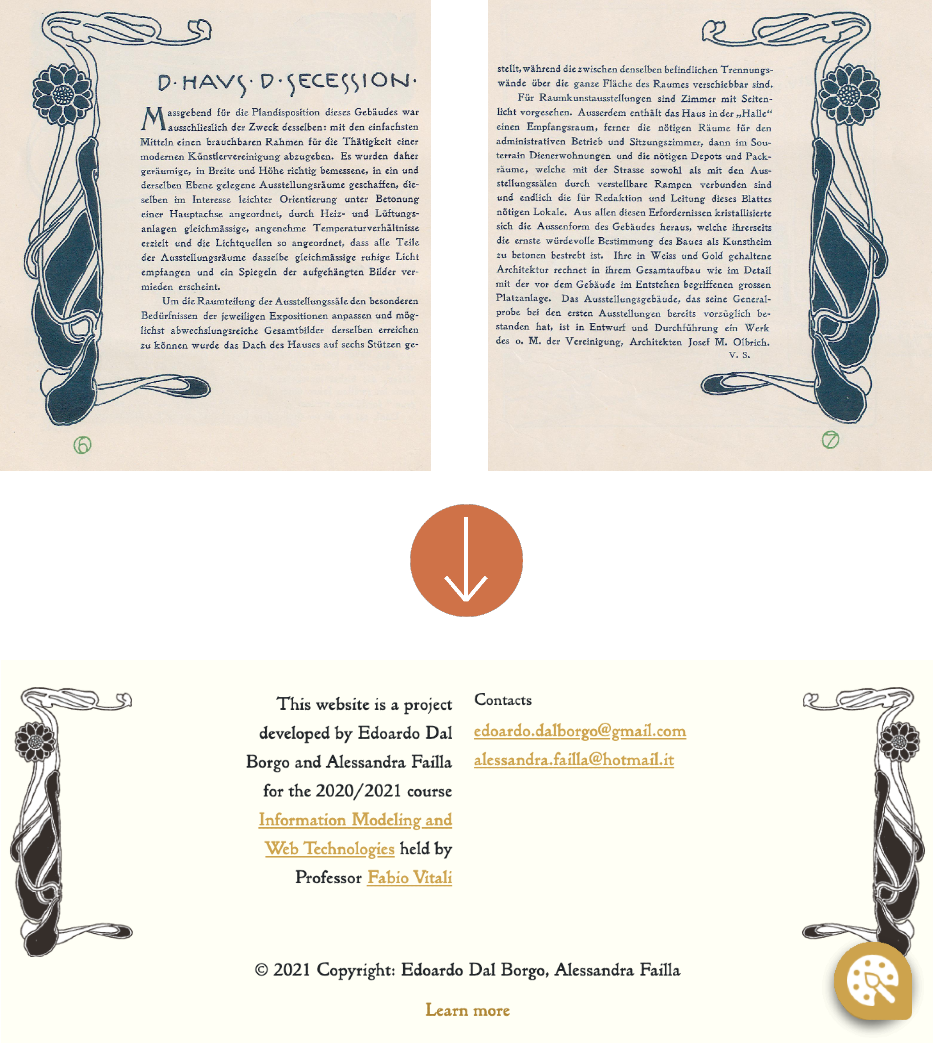 D · HAVS · D · SECESSION ·
Massgebend für die Plandisposition dieses Gebäudes war
ausschlieslich der Zweck desselben: mit den einfachsten
Mitteln einen brauchbaren Rahmen für die Thätigkeit einer
modernen Künstlervereinigung abzugeben. Es wurden daher
geräumige, in Breite und Höhe richtig bemessene, in ein und
derselben Ebene gelegene Ausstellungsräume geschaffen, die-
selben im Interesse leichter Orientierung unter Betonung
einer Hauptachse angeordnet, durch Heiz- und Lüftungs-
anlagen gleichmässige, angenehme Temperaturverhältnisse
erzielt und die Lichtquellen so angeordnet, dass alle Teile
der Ausstellungsräume dasselbe gleichmässige ruhige Licht
empfangen und ein Spiegeln der aufgehängten Bilder ver-
mieden erscheint.
Um die Raumteilung der Ausstellungssäle den besonderen
Bedürfnissen der jeweiligen Expositionen anpassen und mög-
lichst abwechslungsreiche Gesamtbilder derselben erreichen
zu können wurde das Dach des Hauses auf sechs Stützen ge-
6
stellt, während die zwischen denselben befindlichen Trennungs-
wände über die ganze Fläche des Raumes verschiebbar sind.
Für Raumkunstausstellungen sind Zimmer mit Seiten-
licht vorgesehen. Ausserdem enthält das Haus in der „Halle“
einen Empfangsraum, ferner die nötigen Räume für den
administrativen Betrieb und Sitzungszimmer, dann im Sou-
terrain Dienerwohnungen und die nötigen Depots und Pack-
räume, welche mit der Strasse sowohl als mit den Aus-
stellungssälen durch verstellbare Rampen verbunden sind
und endlich die für Redaktion und Leitung dieses Blattes
nötigen Lokale. Aus allen diesen Erfordernissen kristallisierte
sich die Aussenform des Gebäudes heraus, welche ihrerseits
die ernste würdevolle Bestimmung des Baues als Kunstheim
zu betonen bestrebt ist. Ihre in Weiss und Gold gehaltene
Architektur rechnet in ihrem Gesamtaufbau wie im Detail
mit der vor dem Gebäude im Entstehen begriffenen grossen
Platzanlage. Das Ausstellungsgebäude, das seine General-
probe bei den ersten Ausstellungen bereits vorzüglich be-
standen hat, ist in Entwurf und Durchführung ein Werk
des o. M. der Vereinigung, Architekten Josef M. Olbrich.
V. S.
7
This website is a project
developed by Edoardo Dal
Borgo and Alessandra Failla
for the 2020/2021 course
Information Modeling and
Web Technologies held by
Professor Fabio Vitali
Contacts
edoardo.dalborgo@gmail.com
alessandra.failla@hotmail.it
© 2021 Copyright: Edoardo Dal Borgo, Alessandra Failla
Learn more